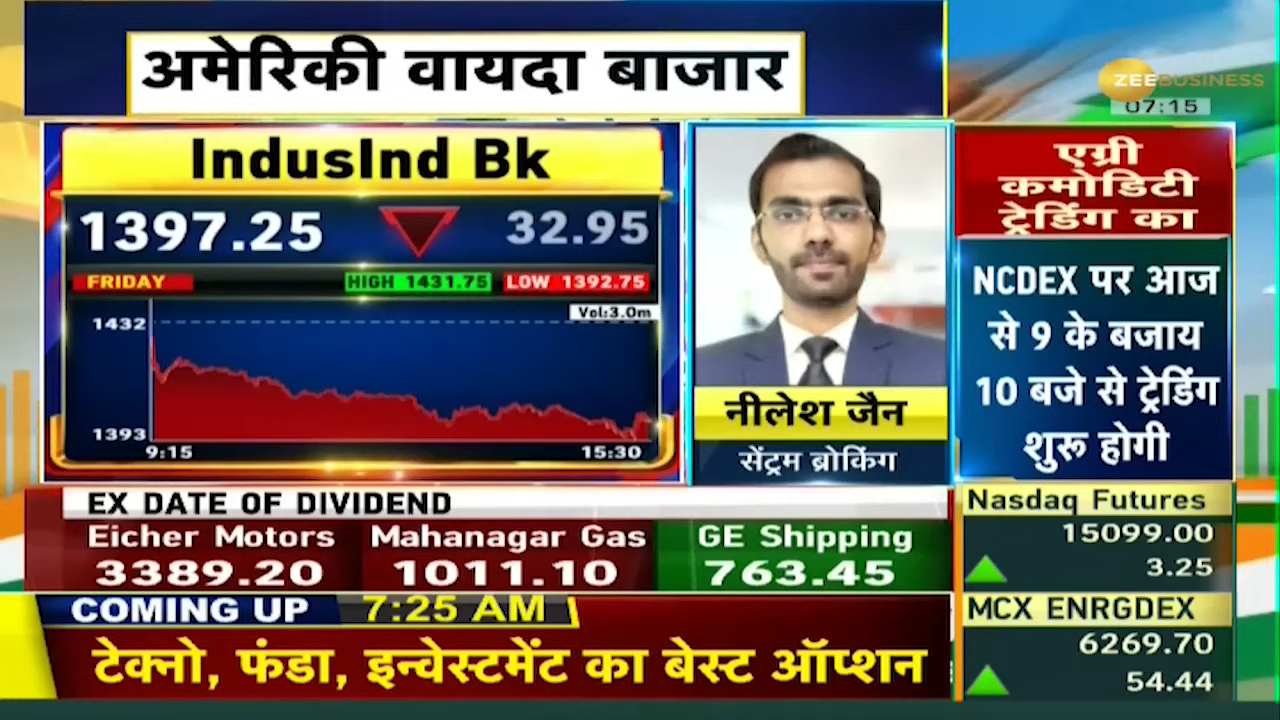 अमेरिकी वायदा बाजार
ZEEBUSINESS
07:15
IndusInd Bk
1397.25 32.95
FRIDAY HIGH 1431.75 LOW 1392.75
Vol:3.0m
1432
1393
9:15 15:30
नीलेश जैन
सेंट्रम ब्रोकिंग
एग्री
कमोडिटी
ट्रेडिंग का
NCDEX पर आज
से 9 के बजाय
10 बजे से ट्रेडिंग
शुरू होगी
EX DATE OF DIVIDEND
Eicher Motors Mahanagar Gas GE Shipping
3389.20 1011.10 763.45
Nasdaq Futures
15099.00
3.25
MCX ENRGDEX
6269.70
54.44
COMING UP 7:25 AM
टेक्नो, फंडा, इन्वेस्टमेंट का बेस्ट ऑप्शन